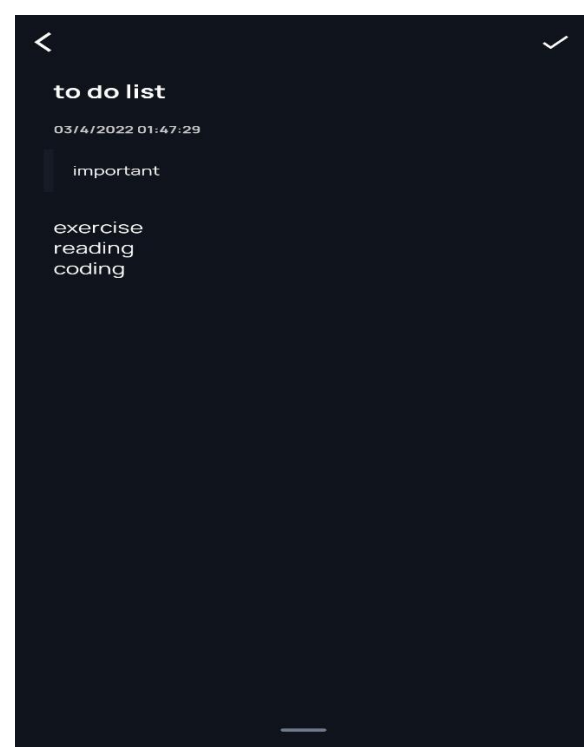 to do list
03/4/2022 01:47:29
important
exercise
reading
coding